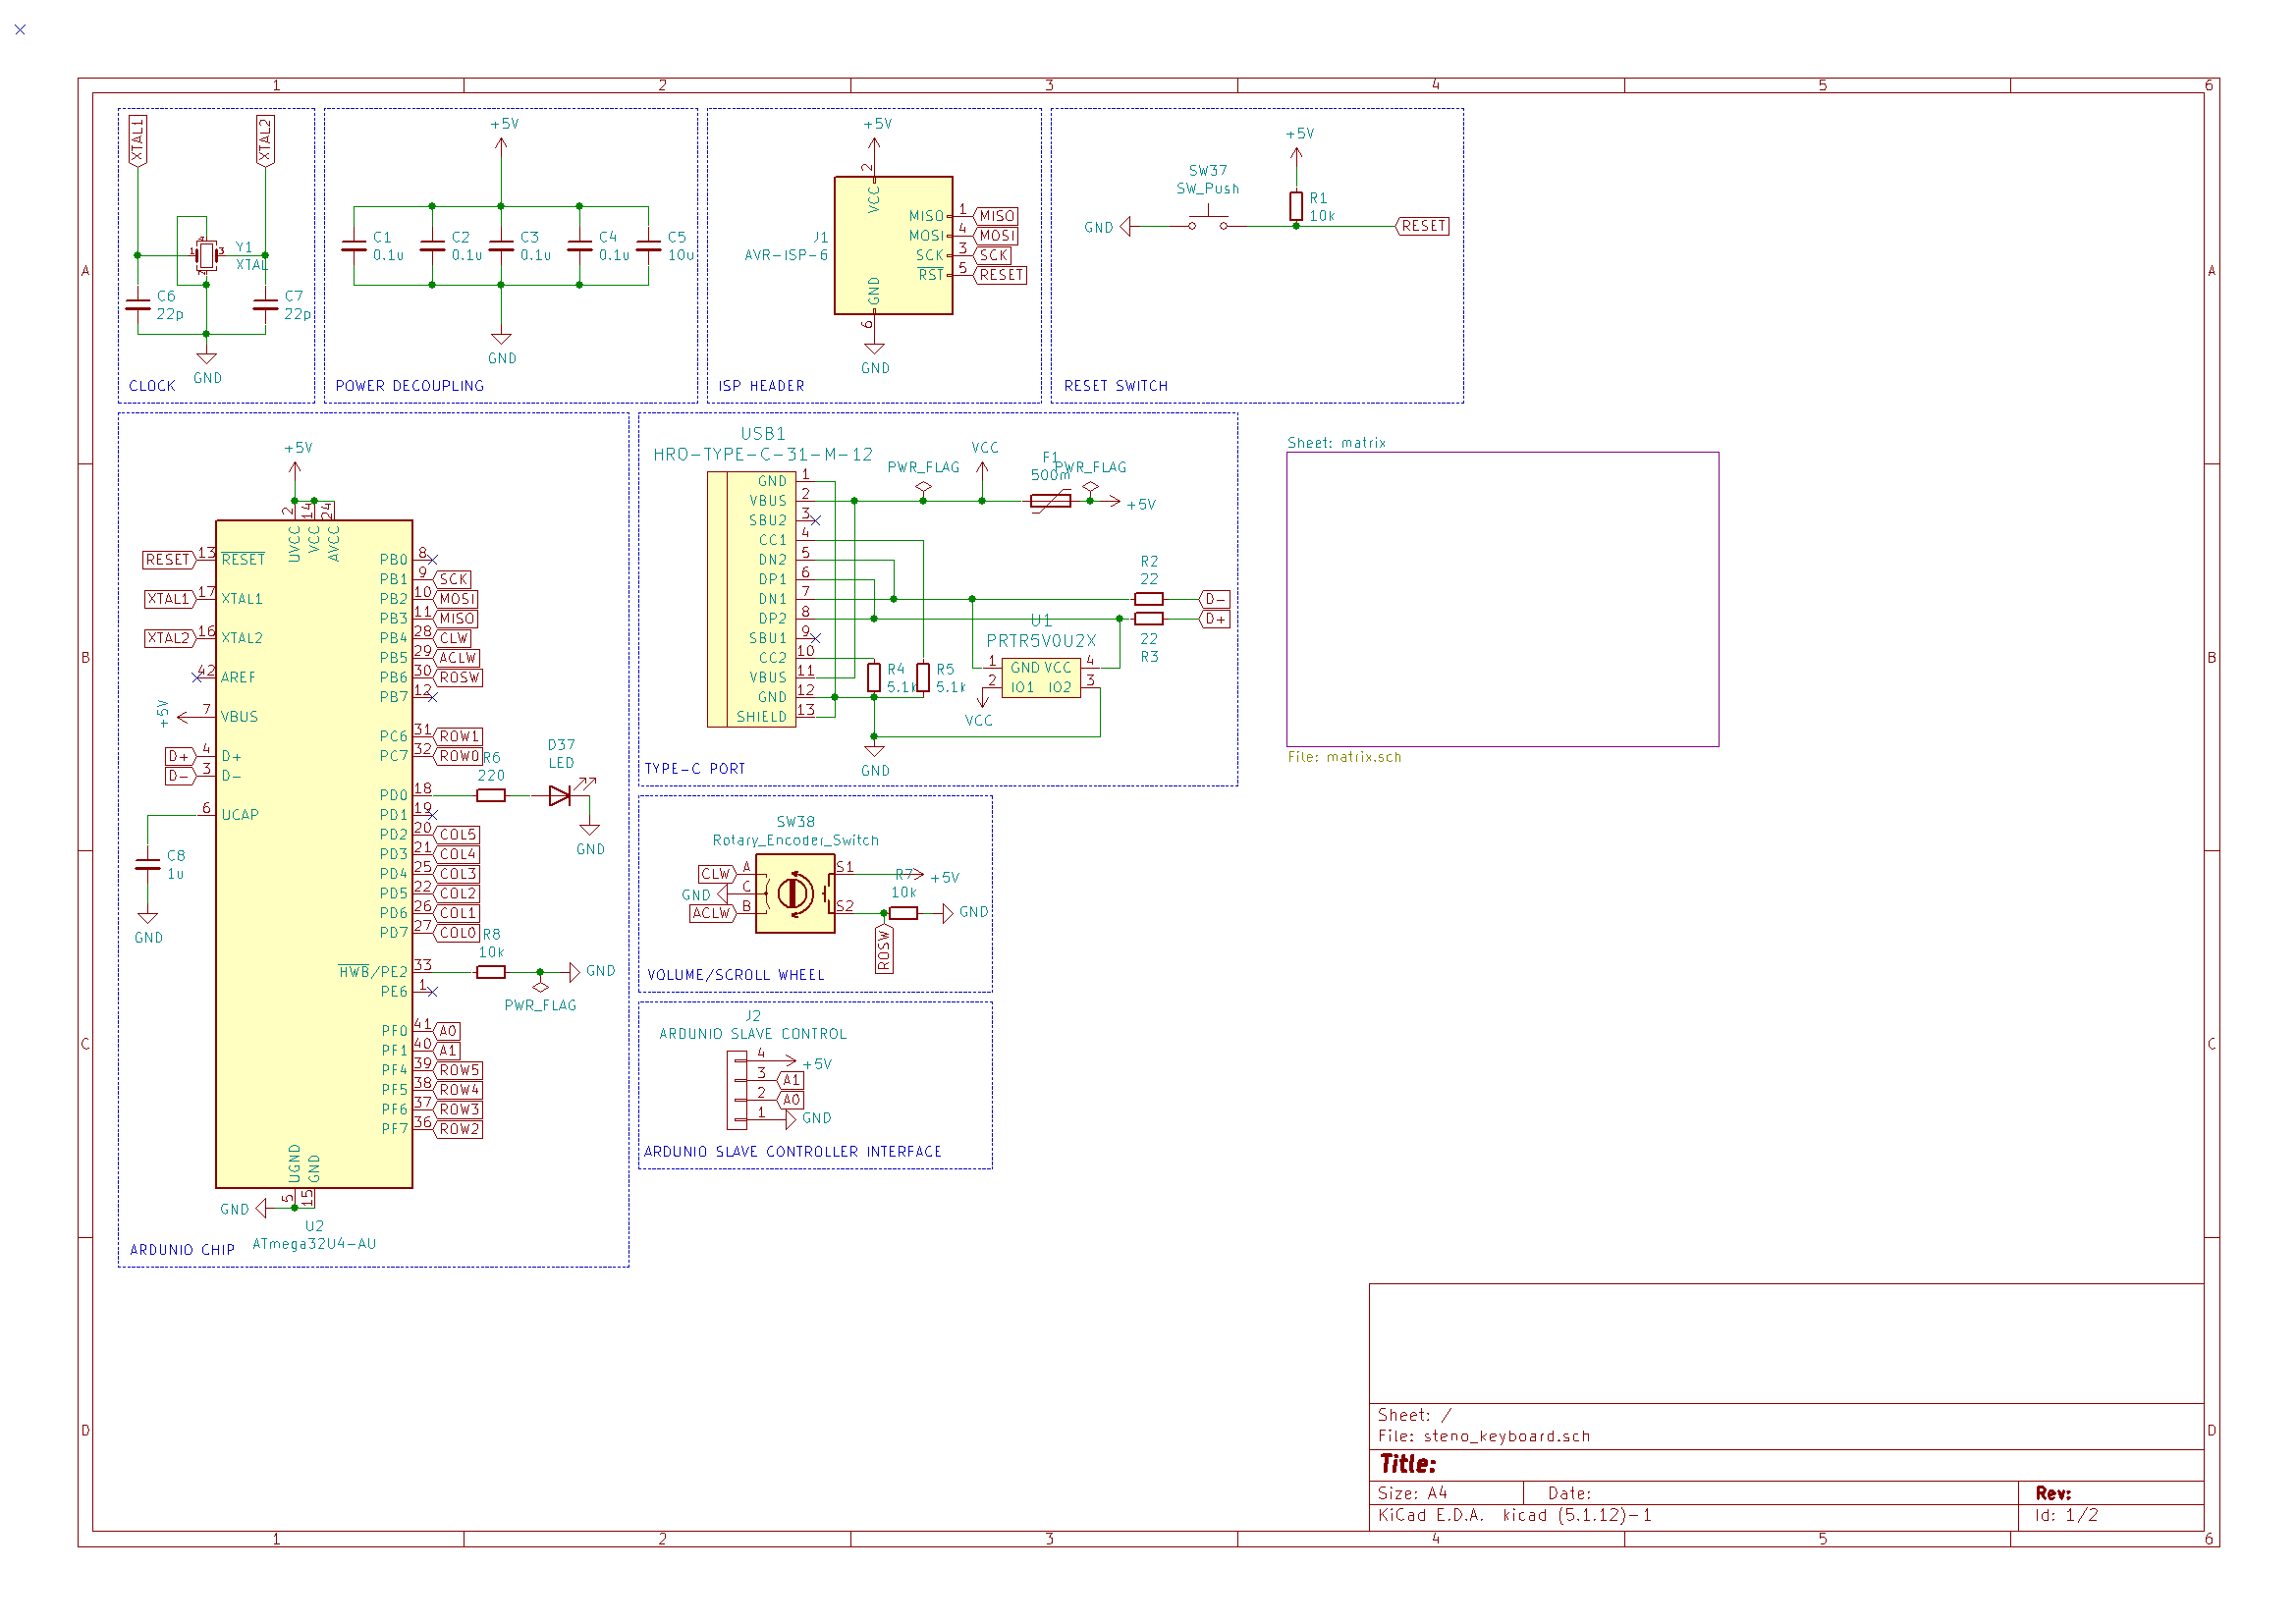 1 2 3 4 5 6
A
B
C
D
XTAL1
XTAL2
1 3
2
4
Y1
XTAL
C6
22p
C7
22p
GND
CLOCK
+5V
C1
0.1u
C2
0.1u
C3
0.1u
C4
0.1u
C5
10u
GND
POWER DECOUPLING
+5V
2
VCC
J1
AVR-ISP-6
MISO 1 MISO
MOSI 4 MOSI
SCK 3 SCK
RST 5 RESET
GND
6
GND
ISP HEADER
+5V
SW37
SW_Push
R1
10k
GND
RESET
RESET SWITCH
+5V
2 14 24
UVCC VCC AVCC
RESET 13 RESET
XTAL1 17 XTAL1
XTAL2 16 XTAL2
42 AREF
+5V 7 VBUS
D+ 4 D+
D- 3 D-
6 UCAP
C8
1u
GND
PB0 8
PB1 9 SCK
PB2 10 MOSI
PB3 11 MISO
PB4 28 CLW
PB5 29 ACLW
PB6 30 ROSW
PB7 12
PC6 31 ROW1
PC7 32 ROW0
PD0 18
R6
220
D37
LED
GND
PD1 19
PD2 20 COL5
PD3 21 COL4
PD4 25 COL3
PD5 22 COL2
PD6 26 COL1
PD7 27 COL0
R8
10k
HWB/PE2 33
GND
PWR_FLAG
PE6 1
PF0 41 A0
PF1 40 A1
PF4 39 ROW5
PF5 38 ROW4
PF6 37 ROW3
PF7 36 ROW2
UGND GND
5 15
GND
U2
ATmega32U4-AU
ARDUNIO CHIP
USB1
HRO-TYPE-C-31-M-12
GND 1
VBUS 2
SBU2 3
CC1 4
DN2 5
DP1 6
DN1 7
DP2 8
SBU1 9
CC2 10
VBUS 11
GND 12
SHIELD 13
PWR_FLAG
VCC
F1
500m
PWR_FLAG
+5V
R2
22
D-
D+
22
R3
U1
PRTR5V0U2X
1 GND VCC 4
2 IO1 IO2 3
VCC
R4
5.1k
R5
5.1k
GND
TYPE-C PORT
Sheet: matrix
File: matrix.sch
SW38
Rotary_Encoder_Switch
CLW A
GND C
ACLW B
S1
S2
+5V
R7
10k
GND
ROSW
VOLUME/SCROLL WHEEL
J2
ARDUNIO SLAVE CONTROL
4 +5V
3 A1
2 A0
1 GND
ARDUNIO SLAVE CONTROLLER INTERFACE
Sheet: /
File: steno_keyboard.sch
Title:
Size: A4 Date: Rev:
KiCad E.D.A. kicad (5.1.12)-1 Id: 1/2
A
B
C
D
1 2 3 4 5 6